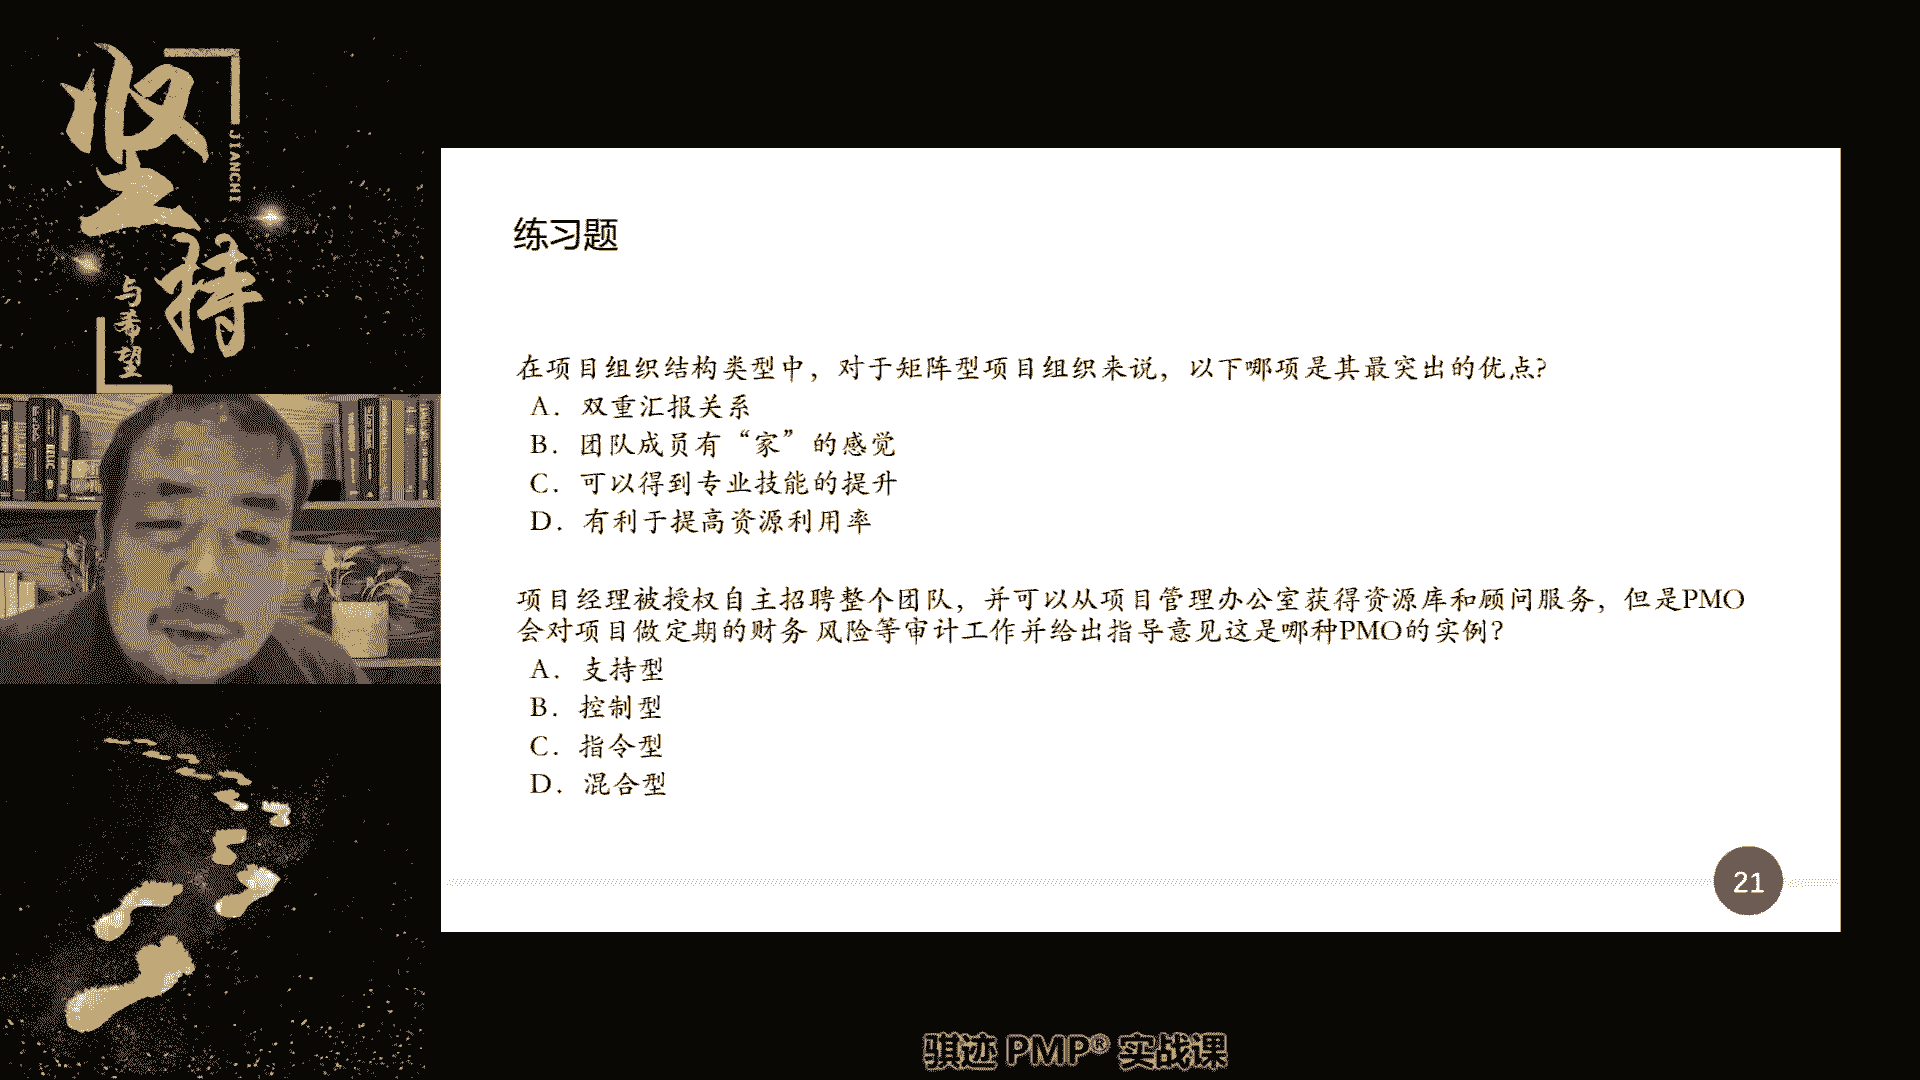 坚持
JIANCHI
与希望
练习题
在项目组织结构类型中，对于矩阵型项目组织来说，以下哪项是其最突出的优点?
A. 双重汇报关系
B. 团队成员有“家”的感觉
C. 可以得到专业技能的提升
D. 有利于提高资源利用率
项目经理被授权自主招聘整个团队，并可以从项目管理办公室获得资源库和顾问服务，但是PMO
会对项目做定期的财务 风险等审计工作并给出指导意见这是哪种PMO的实例?
A. 支持型
B. 控制型
C. 指令型
D. 混合型
21
骐迹 PMP® 实战课